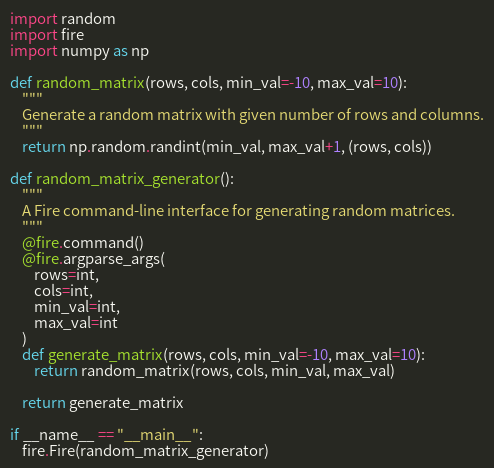 import random
import fire
import numpy as np

def random_matrix(rows, cols, min_val=-10, max_val=10):
    """
    Generate a random matrix with given number of rows and columns.
    """
    return np.random.randint(min_val, max_val+1, (rows, cols))

def random_matrix_generator():
    """
    A Fire command-line interface for generating random matrices.
    """
    @fire.command()
    @fire.argparse_args(
        rows=int,
        cols=int,
        min_val=int,
        max_val=int
    )
    def generate_matrix(rows, cols, min_val=-10, max_val=10):
        return random_matrix(rows, cols, min_val, max_val)

    return generate_matrix

if __name__ == "__main__":
    fire.Fire(random_matrix_generator)